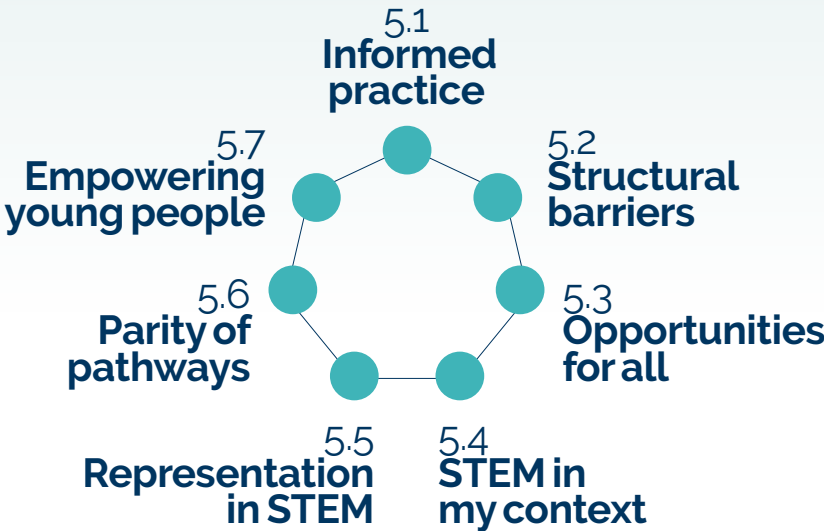 5.1
Informed
practice
5.2
Structural
barriers
5.3
Opportunities
for all
5.4
STEM in
my context
5.5
Representation
in STEM
5.6
Parity of
pathways
5.7
Empowering
young people